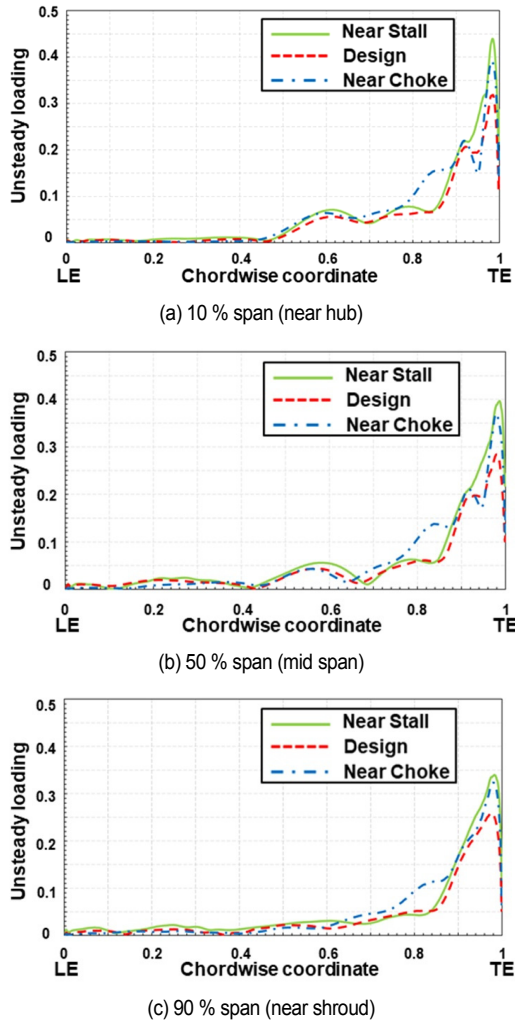 0.5
0.4
0.3
0.2
0.1
0
Unsteady loading
Near Stall
Design
Near Choke
0 0.2 0.4 0.6 0.8 1
LE Chordwise coordinate TE
(a) 10 % span (near hub)
0.5
0.4
0.3
0.2
0.1
0
Unsteady loading
Near Stall
Design
Near Choke
0 0.2 0.4 0.6 0.8 1
LE Chordwise coordinate TE
(b) 50 % span (mid span)
0.5
0.4
0.3
0.2
0.1
0
Unsteady loading
Near Stall
Design
Near Choke
0 0.2 0.4 0.6 0.8 1
LE Chordwise coordinate TE
(c) 90 % span (near shroud)